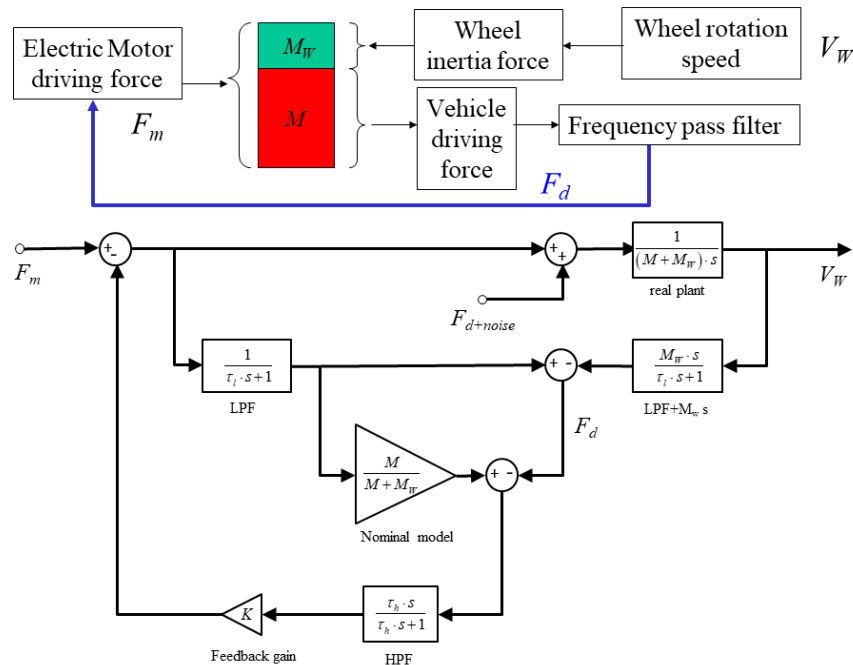 Electric Motor
driving force
F_m
M_W
M
Wheel
inertia force
Wheel rotation
speed
V_W
Vehicle
driving
force
Frequency pass filter
F_d
F_m
+ -
+ +
1 / (M+M_W)·s
real plant
V_W
F_{d+noise}
1 / τ_l·s+1
LPF
+ -
M_W·s / τ_l·s+1
LPF+M_w s
F_d
M / M+M_W
Nominal model
+ -
K
Feedback gain
τ_h·s / τ_h·s+1
HPF